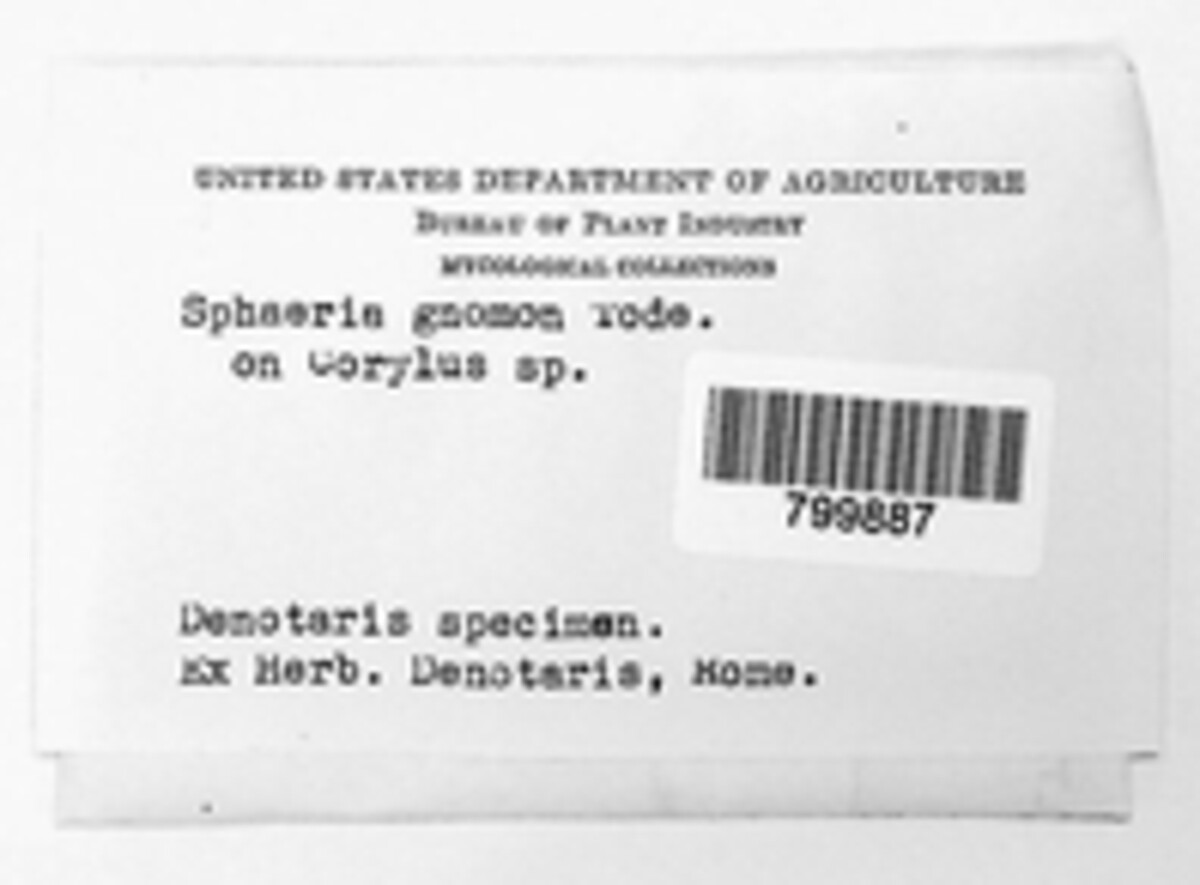 UNITED STATES DEPARTMENT OF AGRICULTURE
BUREAU OF PLANT INDUSTRY
MYCOLOGICAL COLLECTIONS
Sphaeria gnomon Tode.
on Corylus sp.
799887
Denotaris specimen.
Ex Herb. Denotaris, Rome.